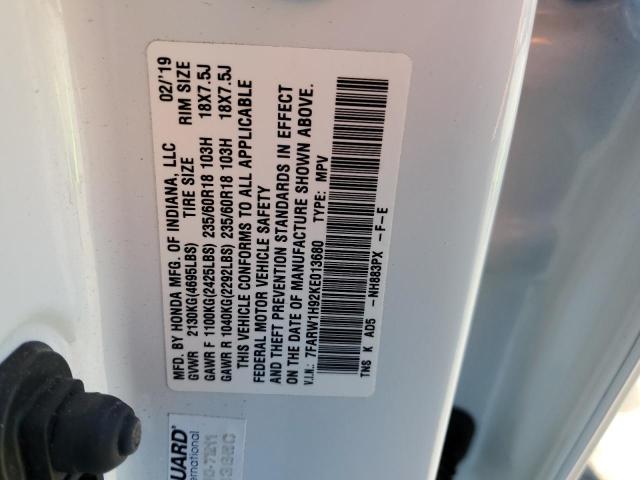 MFD. BY HONDA MFG. OF INDIANA, LLC 02/'19
GVWR 2130KG(4695LBS) TIRE SIZE RIM SIZE
GAWR F 1100KG(2425LBS) 235/60R18 103H 18X7.5J
GAWR R 1040KG(2292LBS) 235/60R18 103H 18X7.5J
THIS VEHICLE CONFORMS TO ALL APPLICABLE
FEDERAL MOTOR VEHICLE SAFETY
AND THEFT PREVENTION STANDARDS IN EFFECT
ON THE DATE OF MANUFACTURE SHOWN ABOVE.
V.I.N.: 7FARW1H92KE013680 TYPE: MPV
TNS K AD5 -NH883PX -F-E
GUARD